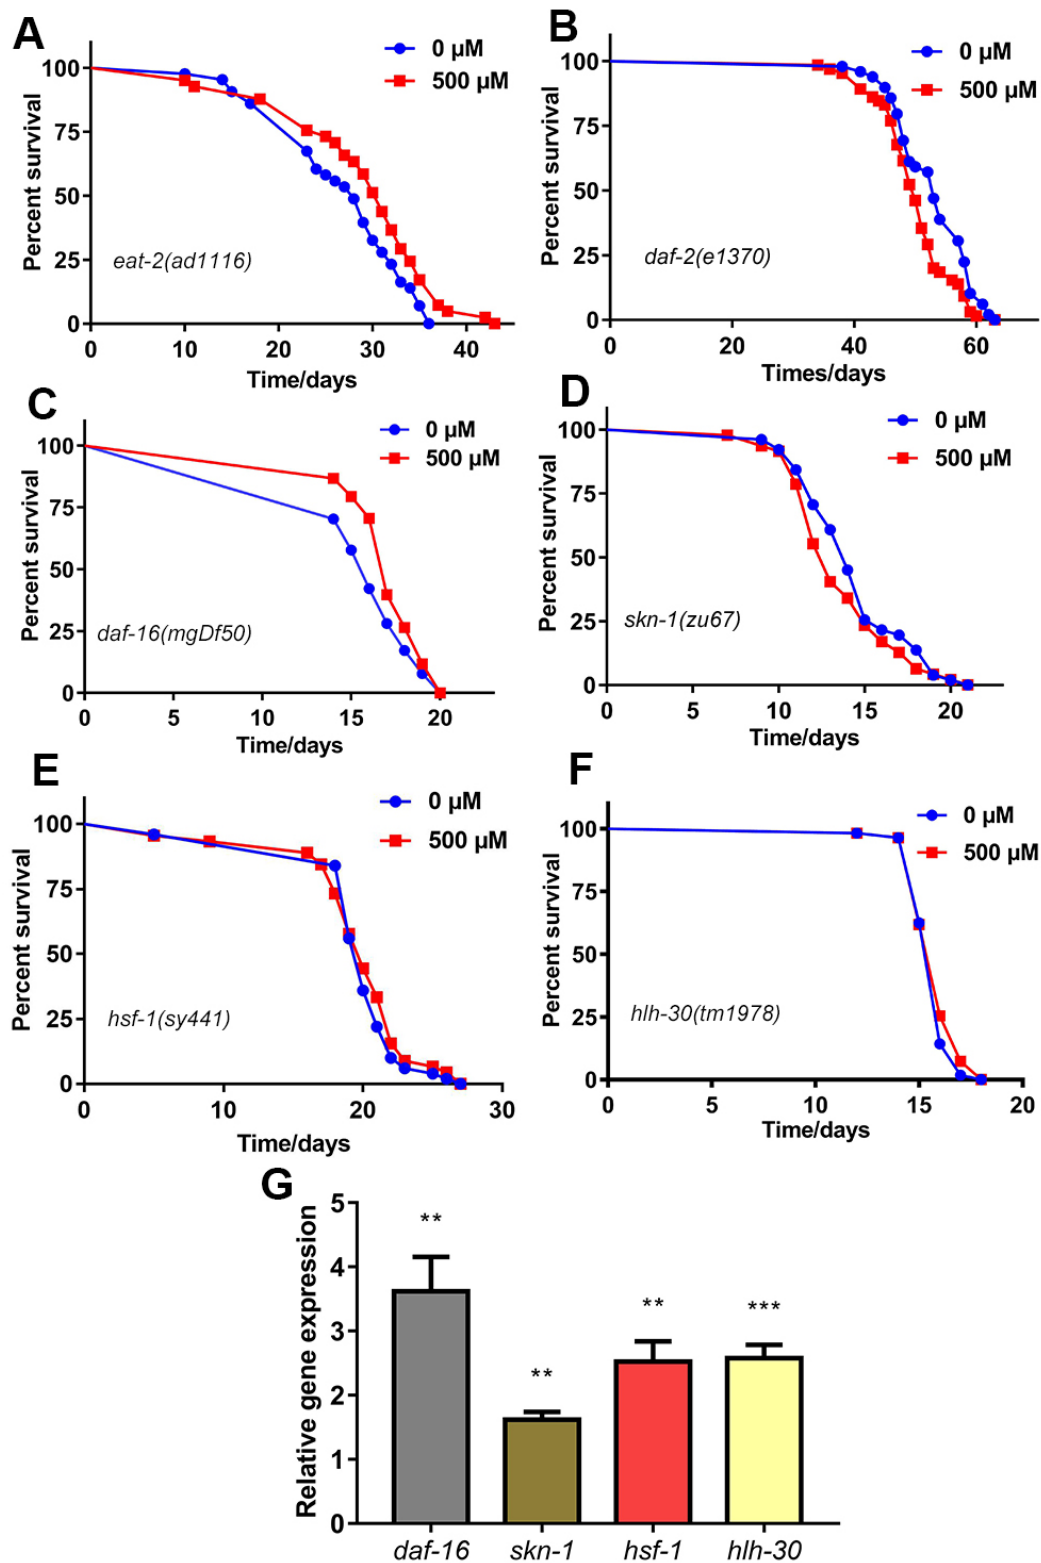 A
0 µM
500 µM
100
75
50
25
0
Percent survival
eat-2(ad1116)
0 10 20 30 40
Time/days
B
0 µM
500 µM
100
75
50
25
0
Percent survival
daf-2(e1370)
0 20 40 60
Times/days
C
0 µM
500 µM
100
75
50
25
0
Percent survival
daf-16(mgDf50)
0 5 10 15 20
Time/days
D
0 µM
500 µM
100
75
50
25
0
Percent survival
skn-1(zu67)
0 5 10 15 20
Time/days
E
0 µM
500 µM
100
75
50
25
0
Percent survival
hsf-1(sy441)
0 10 20 30
Time/days
F
0 µM
500 µM
100
75
50
25
0
Percent survival
hlh-30(tm1978)
0 5 10 15 20
Time/days
G
5
4
3
2
1
0
Relative gene expression
**
**
**
***
daf-16 skn-1 hsf-1 hlh-30